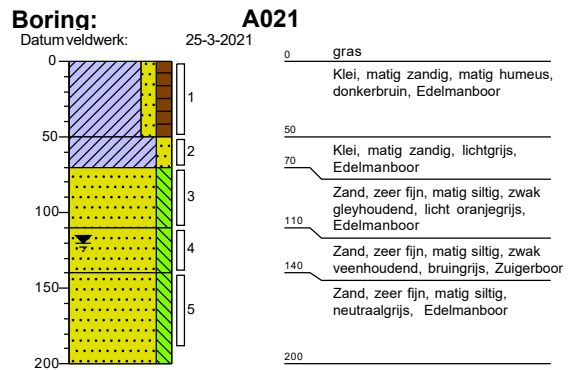 Boring: A021
Datum veldwerk: 25-3-2021
0
50
100
150
200
1
2
3
4
5
0 gras
Klei, matig zandig, matig humeus,
donkerbruin, Edelmanboor
50
Klei, matig zandig, lichtgrijs,
Edelmanboor
70
Zand, zeer fijn, matig siltig, zwak
gleyhoudend, licht oranjegrijs,
Edelmanboor
110
Zand, zeer fijn, matig siltig, zwak
veenhoudend, bruingrijs, Zuigerboor
140
Zand, zeer fijn, matig siltig,
neutraalgrijs, Edelmanboor
200